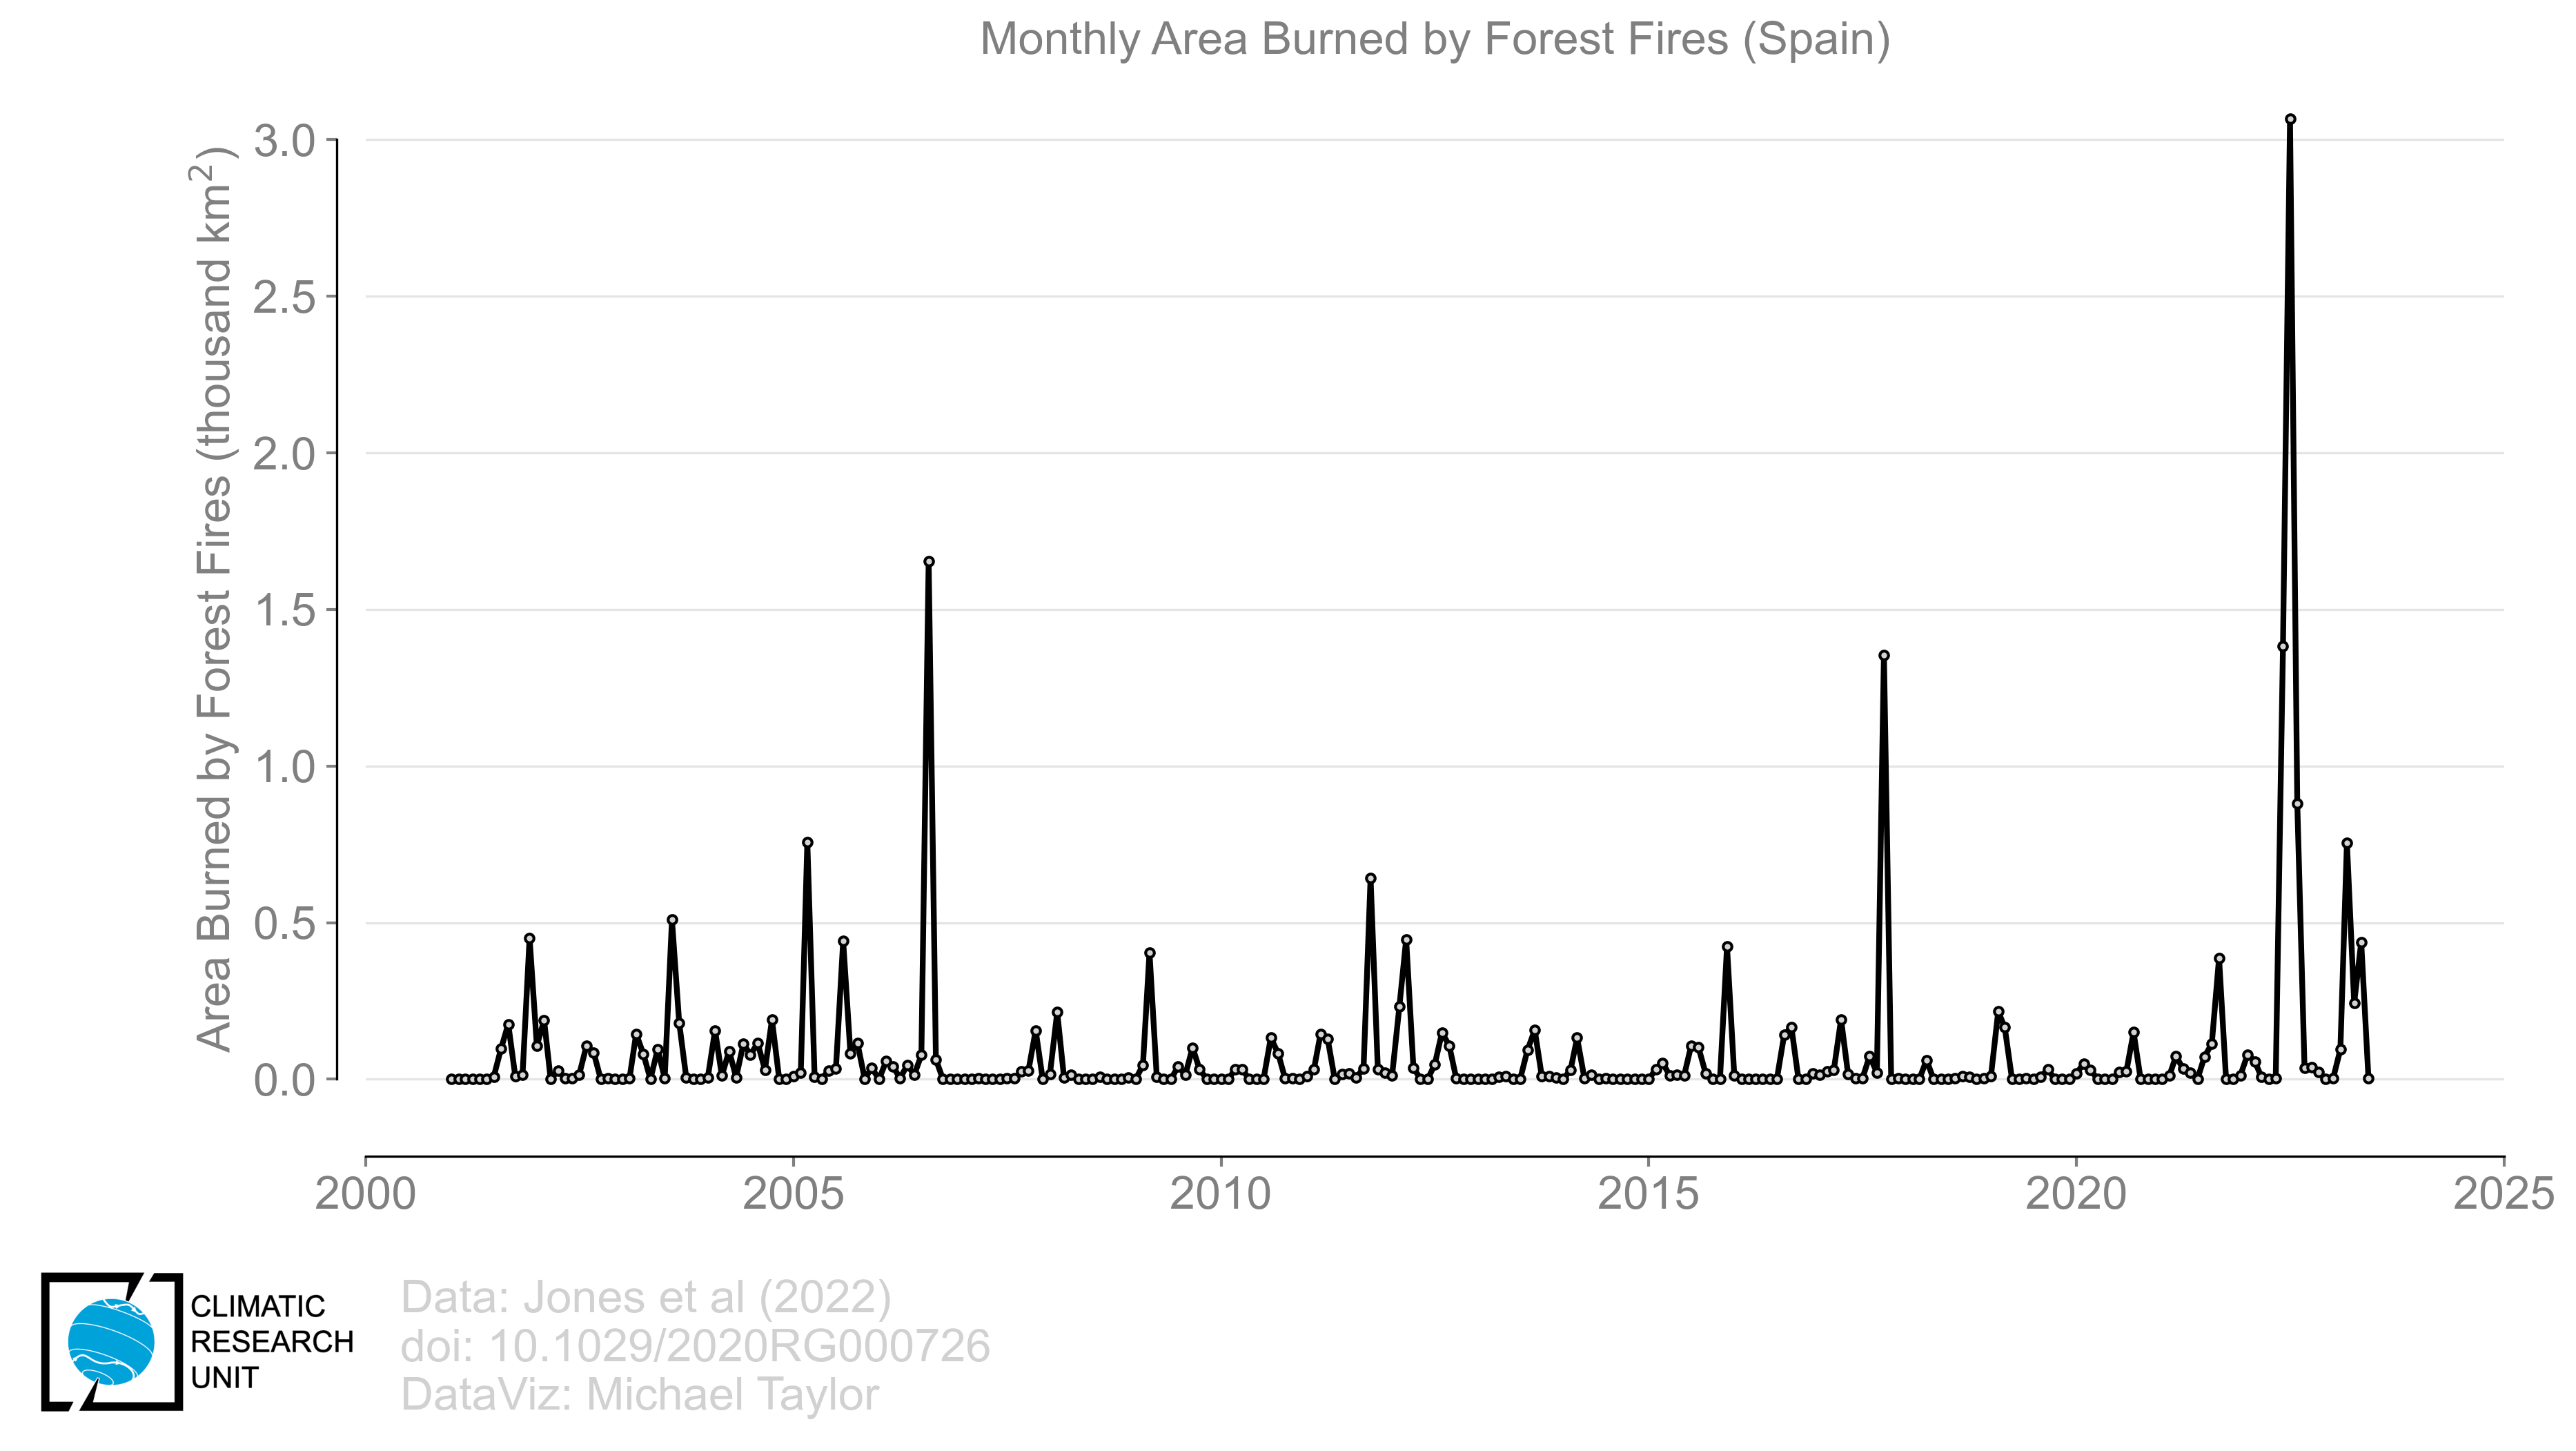 Monthly Area Burned by Forest Fires (Spain)
Area Burned by Forest Fires (thousand km²)
3.0
2.5
2.0
1.5
1.0
0.5
0.0
2000 2005 2010 2015 2020 2025
CLIMATIC
RESEARCH
UNIT
Data: Jones et al (2022)
doi: 10.1029/2020RG000726
DataViz: Michael Taylor